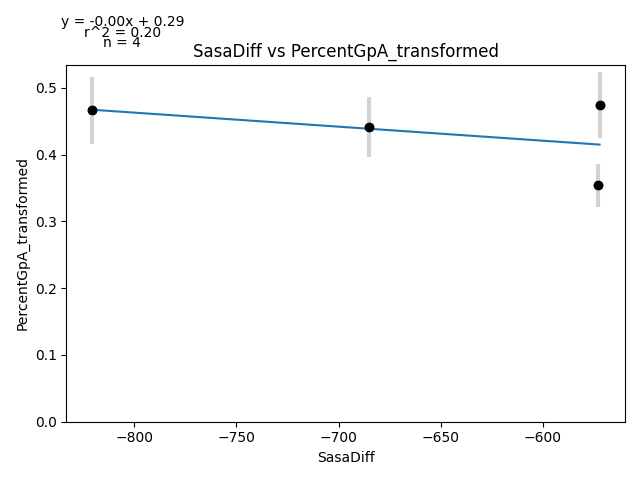 y = -0.00x + 0.29
r^2 = 0.20
n = 4
SasaDiff vs PercentGpA_transformed
0.5
0.4
0.3
0.2
0.1
0.0
PercentGpA_transformed
−800
−750
−700
−650
−600
SasaDiff